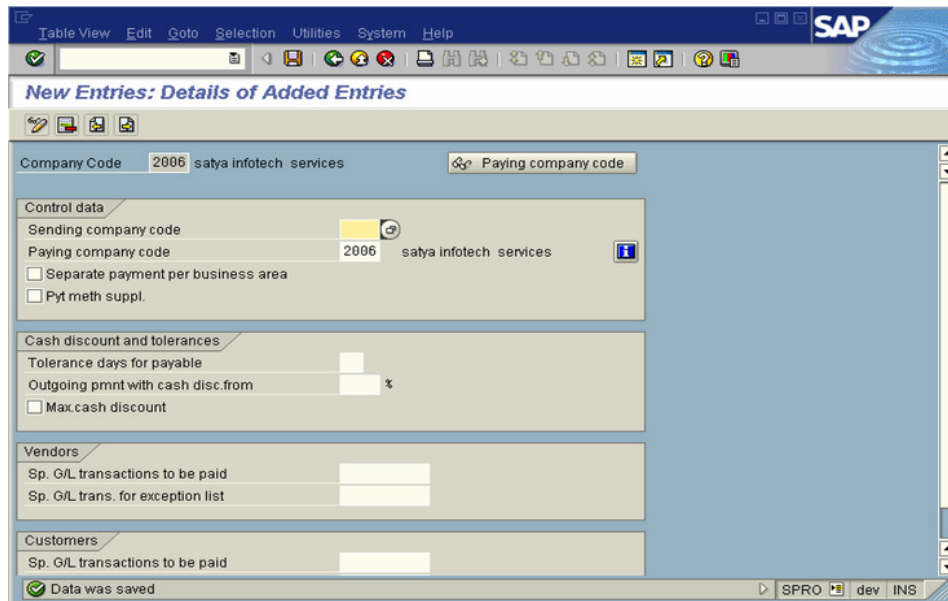 Table View Edit Goto Selection Utilities System Help
SAP
New Entries: Details of Added Entries
Company Code 2006 satya infotech services Paying company code
Control data
Sending company code
Paying company code 2006 satya infotech services
Separate payment per business area
Pyt meth suppl.
Cash discount and tolerances
Tolerance days for payable
Outgoing pmnt with cash disc.from %
Max.cash discount
Vendors
Sp. G/L transactions to be paid
Sp. G/L trans. for exception list
Customers
Sp. G/L transactions to be paid
Data was saved SPRO dev INS